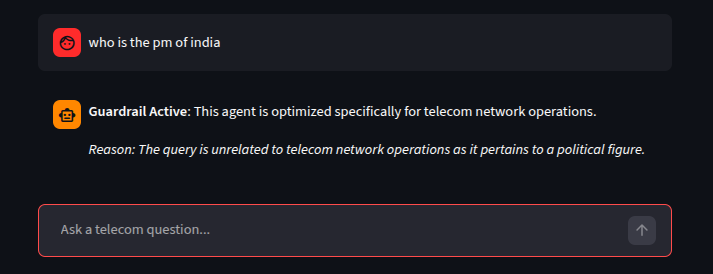 who is the pm of india
Guardrail Active: This agent is optimized specifically for telecom network operations.
Reason: The query is unrelated to telecom network operations as it pertains to a political figure.
Ask a telecom question...